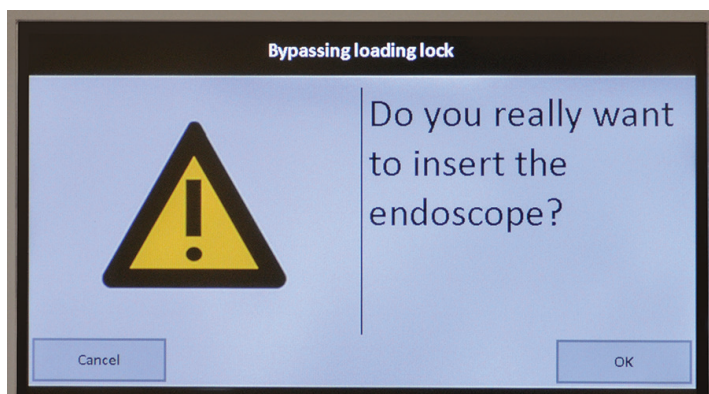 Bypassing loading lock
Do you really want
to insert the
endoscope?
Cancel
OK